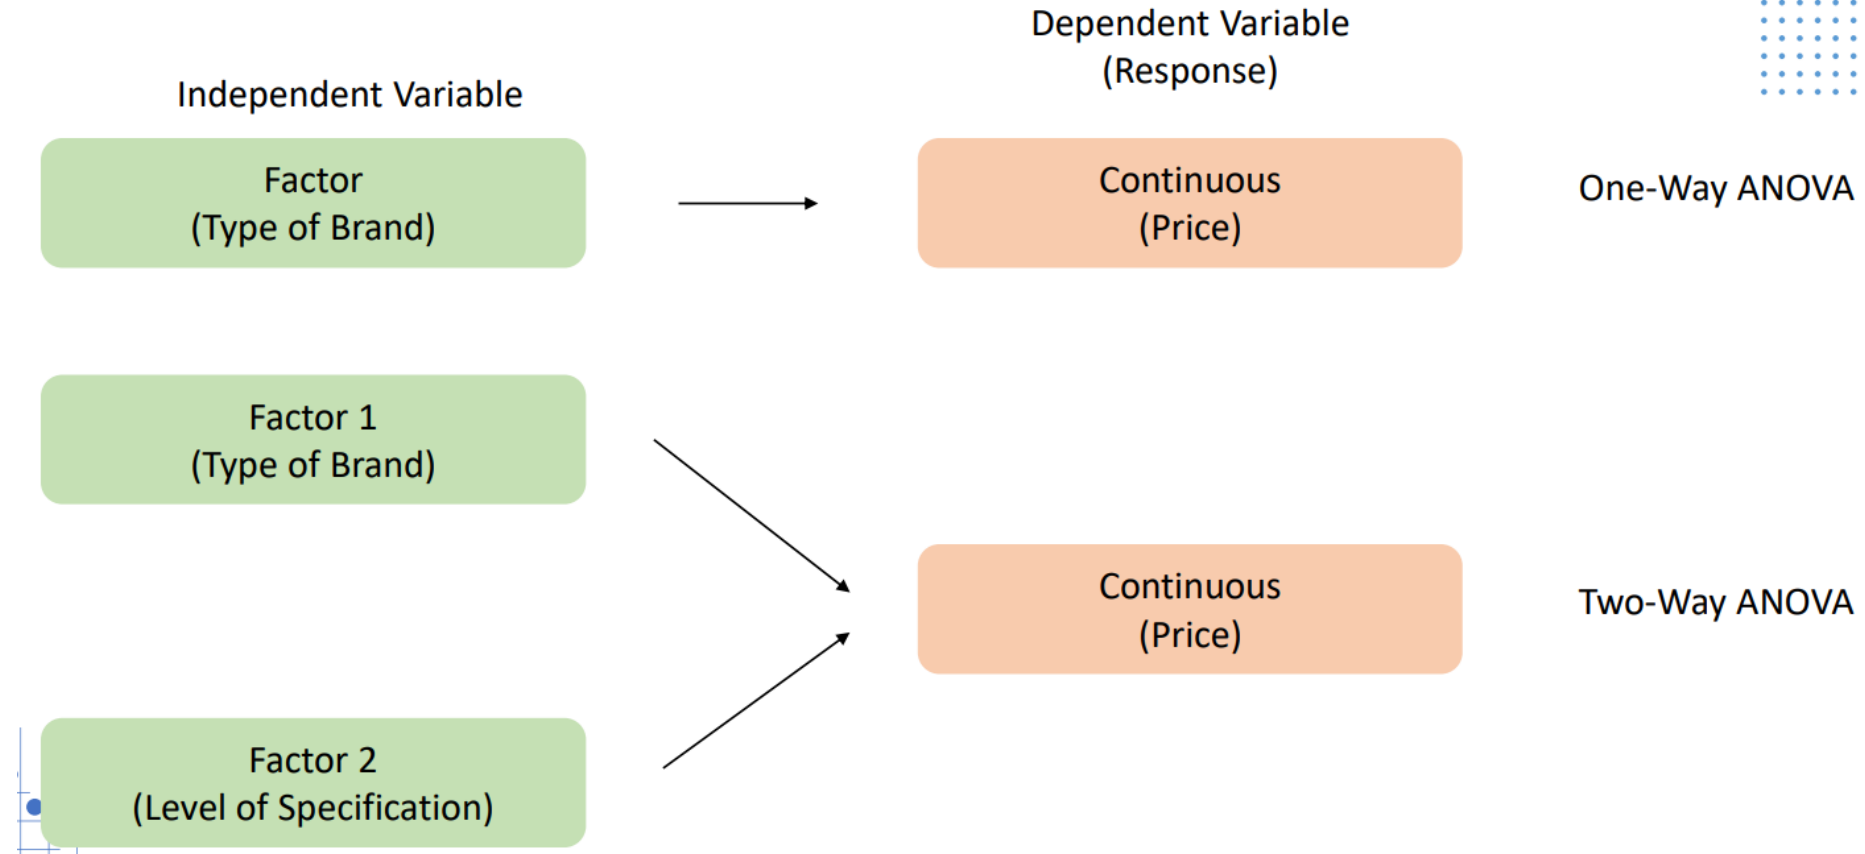 Dependent Variable
(Response)
Independent Variable
Factor
(Type of Brand)
Continuous
(Price)
One-Way ANOVA
Factor 1
(Type of Brand)
Continuous
(Price)
Two-Way ANOVA
Factor 2
(Level of Specification)